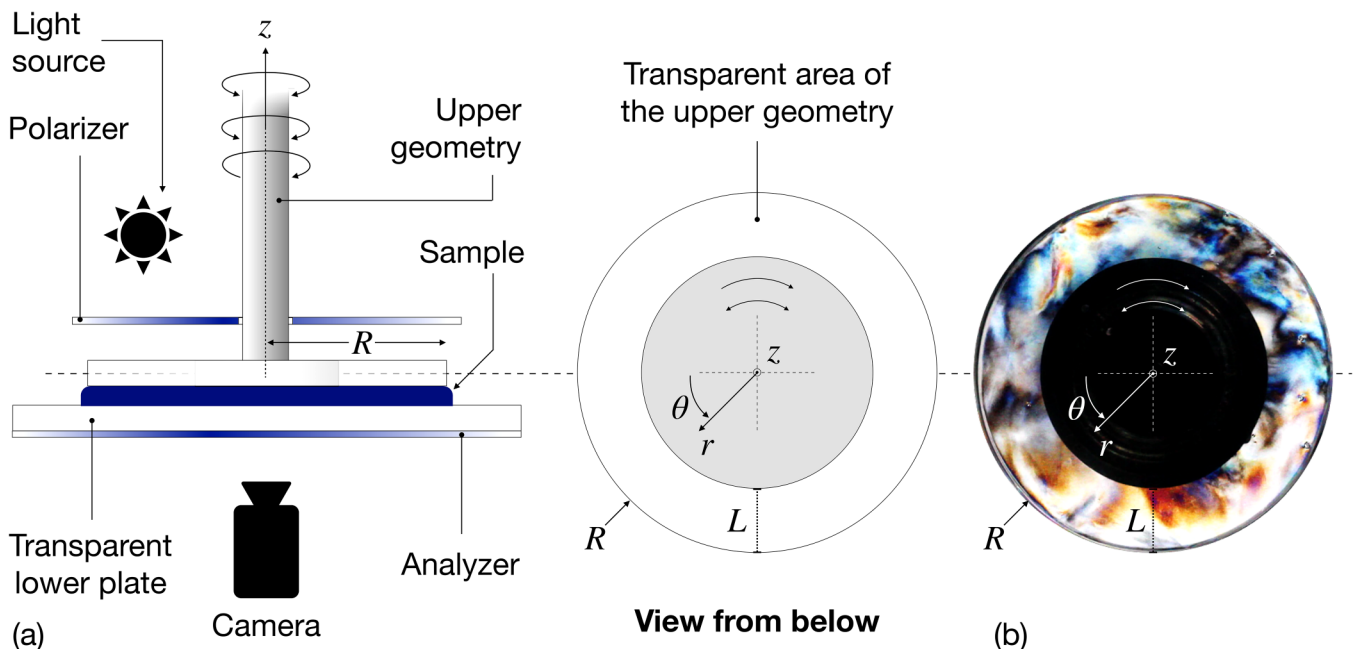 Light
source
Polarizer
z
Upper
geometry
Sample
R
Transparent
lower plate
Camera
Analyzer
(a)
Transparent area of
the upper geometry
z
θ
r
R
L
View from below
z
θ
r
R
L
(b)